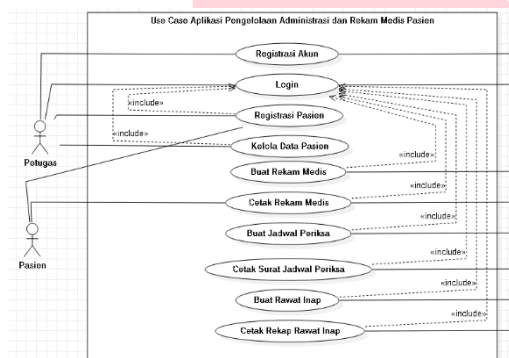 Use Case Aplikasi Pengelolaan Administrasi dan Rekam Medis Pasien
Registrasi Akun
Login
«include»
Registrasi Pasien
«include»
Petugas
Kelola Data Pasien
«include»
Buat Rekam Medis
«include»
Cetak Rekam Medis
«include»
Buat Jadwal Periksa
Pasien
«include»
Cetak Surat Jadwal Periksa
«include»
Buat Rawat Inap
«include»
Cetak Rekap Rawat Inap